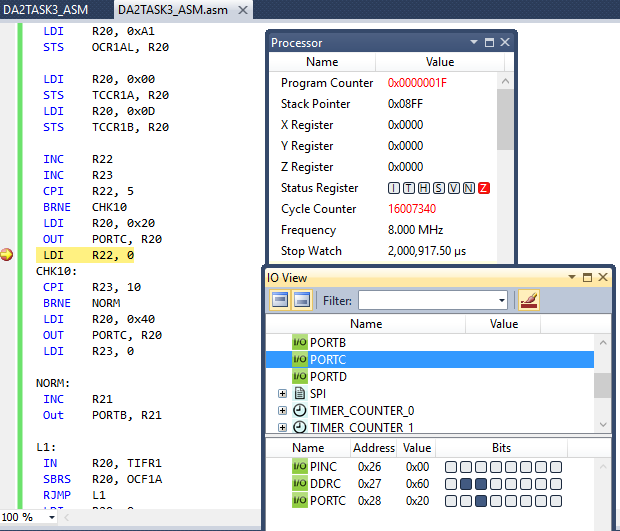 DA2TASK3_ASM
DA2TASK3_ASM.asm
LDI R20, 0xA1
STS OCR1AL, R20
LDI R20, 0x00
STS TCCR1A, R20
LDI R20, 0x0D
STS TCCR1B, R20
INC R22
INC R23
CPI R22, 5
BRNE CHK10
LDI R20, 0x20
OUT PORTC, R20
LDI R22, 0
CHK10:
CPI R23, 10
BRNE NORM
LDI R20, 0x40
OUT PORTC, R20
LDI R23, 0
NORM:
INC R21
Out PORTB, R21
L1:
IN R20, TIFR1
SBRS R20, OCF1A
RJMP L1
100 %
Processor
Name Value
Program Counter 0x0000001F
Stack Pointer 0x08FF
X Register 0x0000
Y Register 0x0000
Z Register 0x0000
Status Register I T H S V N Z
Cycle Counter 16007340
Frequency 8.000 MHz
Stop Watch 2,000,917.50 µs
IO View
Filter:
Name Value
I/O PORTB
I/O PORTC
I/O PORTD
SPI
TIMER_COUNTER_0
TIMER_COUNTER_1
Name Address Value Bits
I/O PINC 0x26 0x00
I/O DDRC 0x27 0x60
I/O PORTC 0x28 0x20